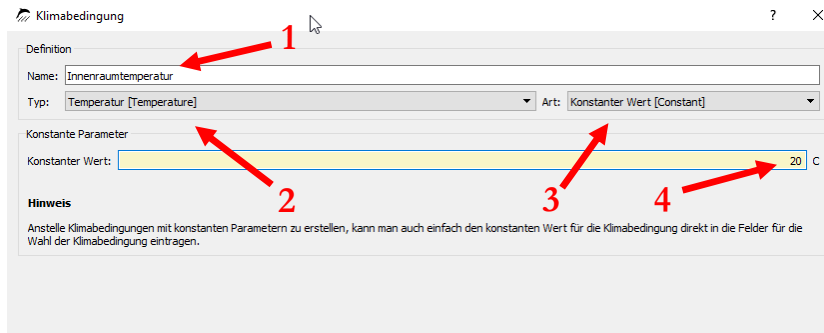 Klimabedingung ?
1
Definition
Name: Innenraumtemperatur
Typ: Temperatur [Temperature] Art: Konstanter Wert [Constant]
Konstante Parameter
Konstanter Wert: 20 C
2 3 4
Hinweis
Anstelle Klimabedingungen mit konstanten Parametern zu erstellen, kann man auch einfach den konstanten Wert für die Klimabedingung direkt in die Felder für die
Wahl der Klimabedingung eintragen.